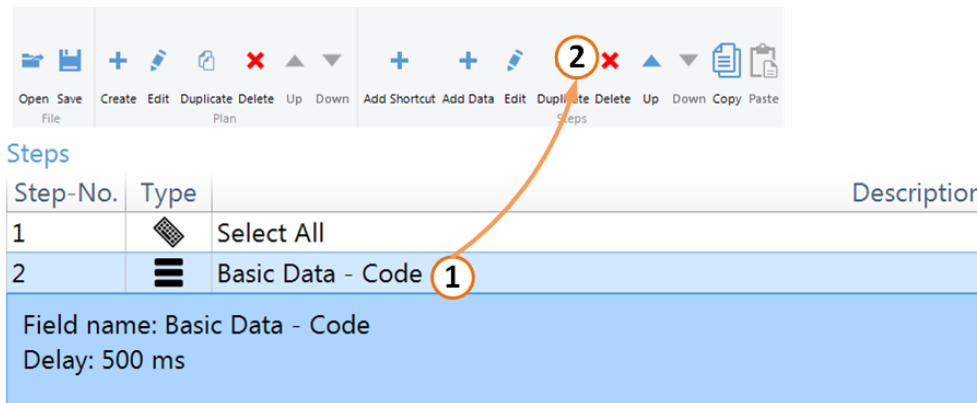 2
Open Save Create Edit Duplicate Delete Up Down Add Shortcut Add Data Edit Duplicate Delete Up Down Copy Paste
File Plan Steps
Steps
Step-No. Type Description
1 Select All
2 Basic Data - Code 1
Field name: Basic Data - Code
Delay: 500 ms